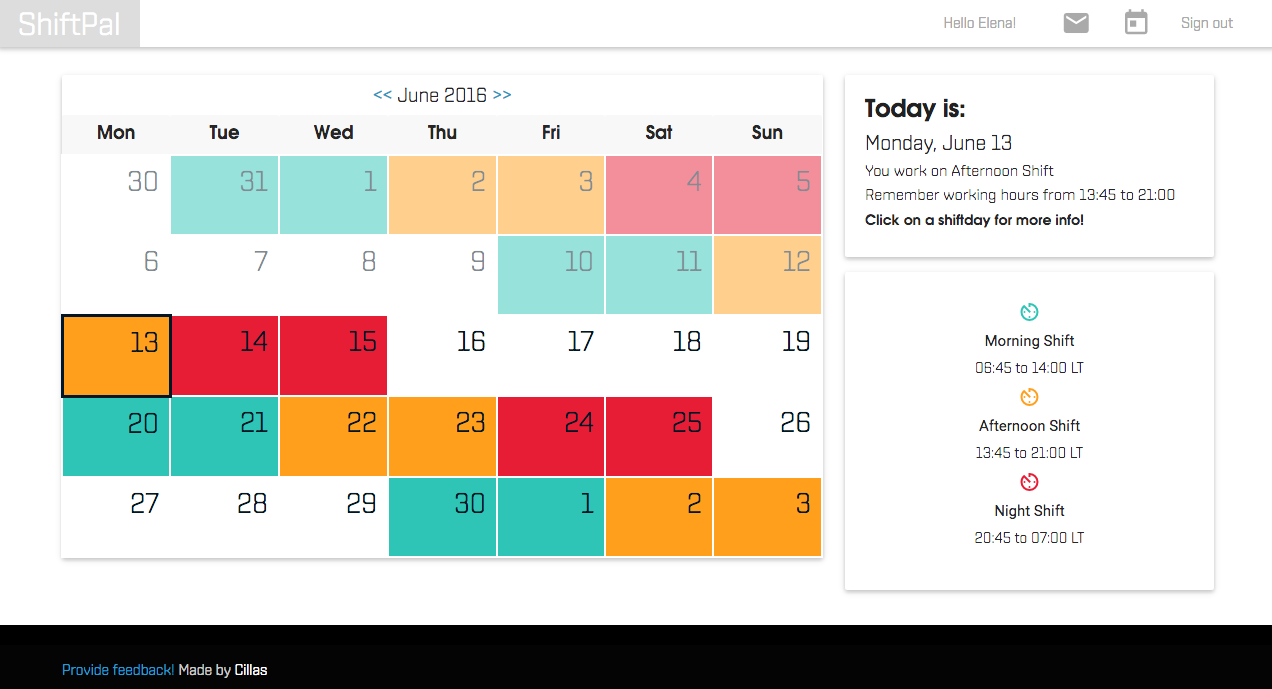 ShiftPal
Hello Elena!
Sign out
<< June 2016 >>
Mon Tue Wed Thu Fri Sat Sun
30 31 1 2 3 4 5
6 7 8 9 10 11 12
13 14 15 16 17 18 19
20 21 22 23 24 25 26
27 28 29 30 1 2 3
Today is:
Monday, June 13
You work on Afternoon Shift
Remember working hours from 13:45 to 21:00
Click on a shiftday for more info!
Morning Shift
06:45 to 14:00 LT
Afternoon Shift
13:45 to 21:00 LT
Night Shift
20:45 to 07:00 LT
Provide feedback! Made by Cillas